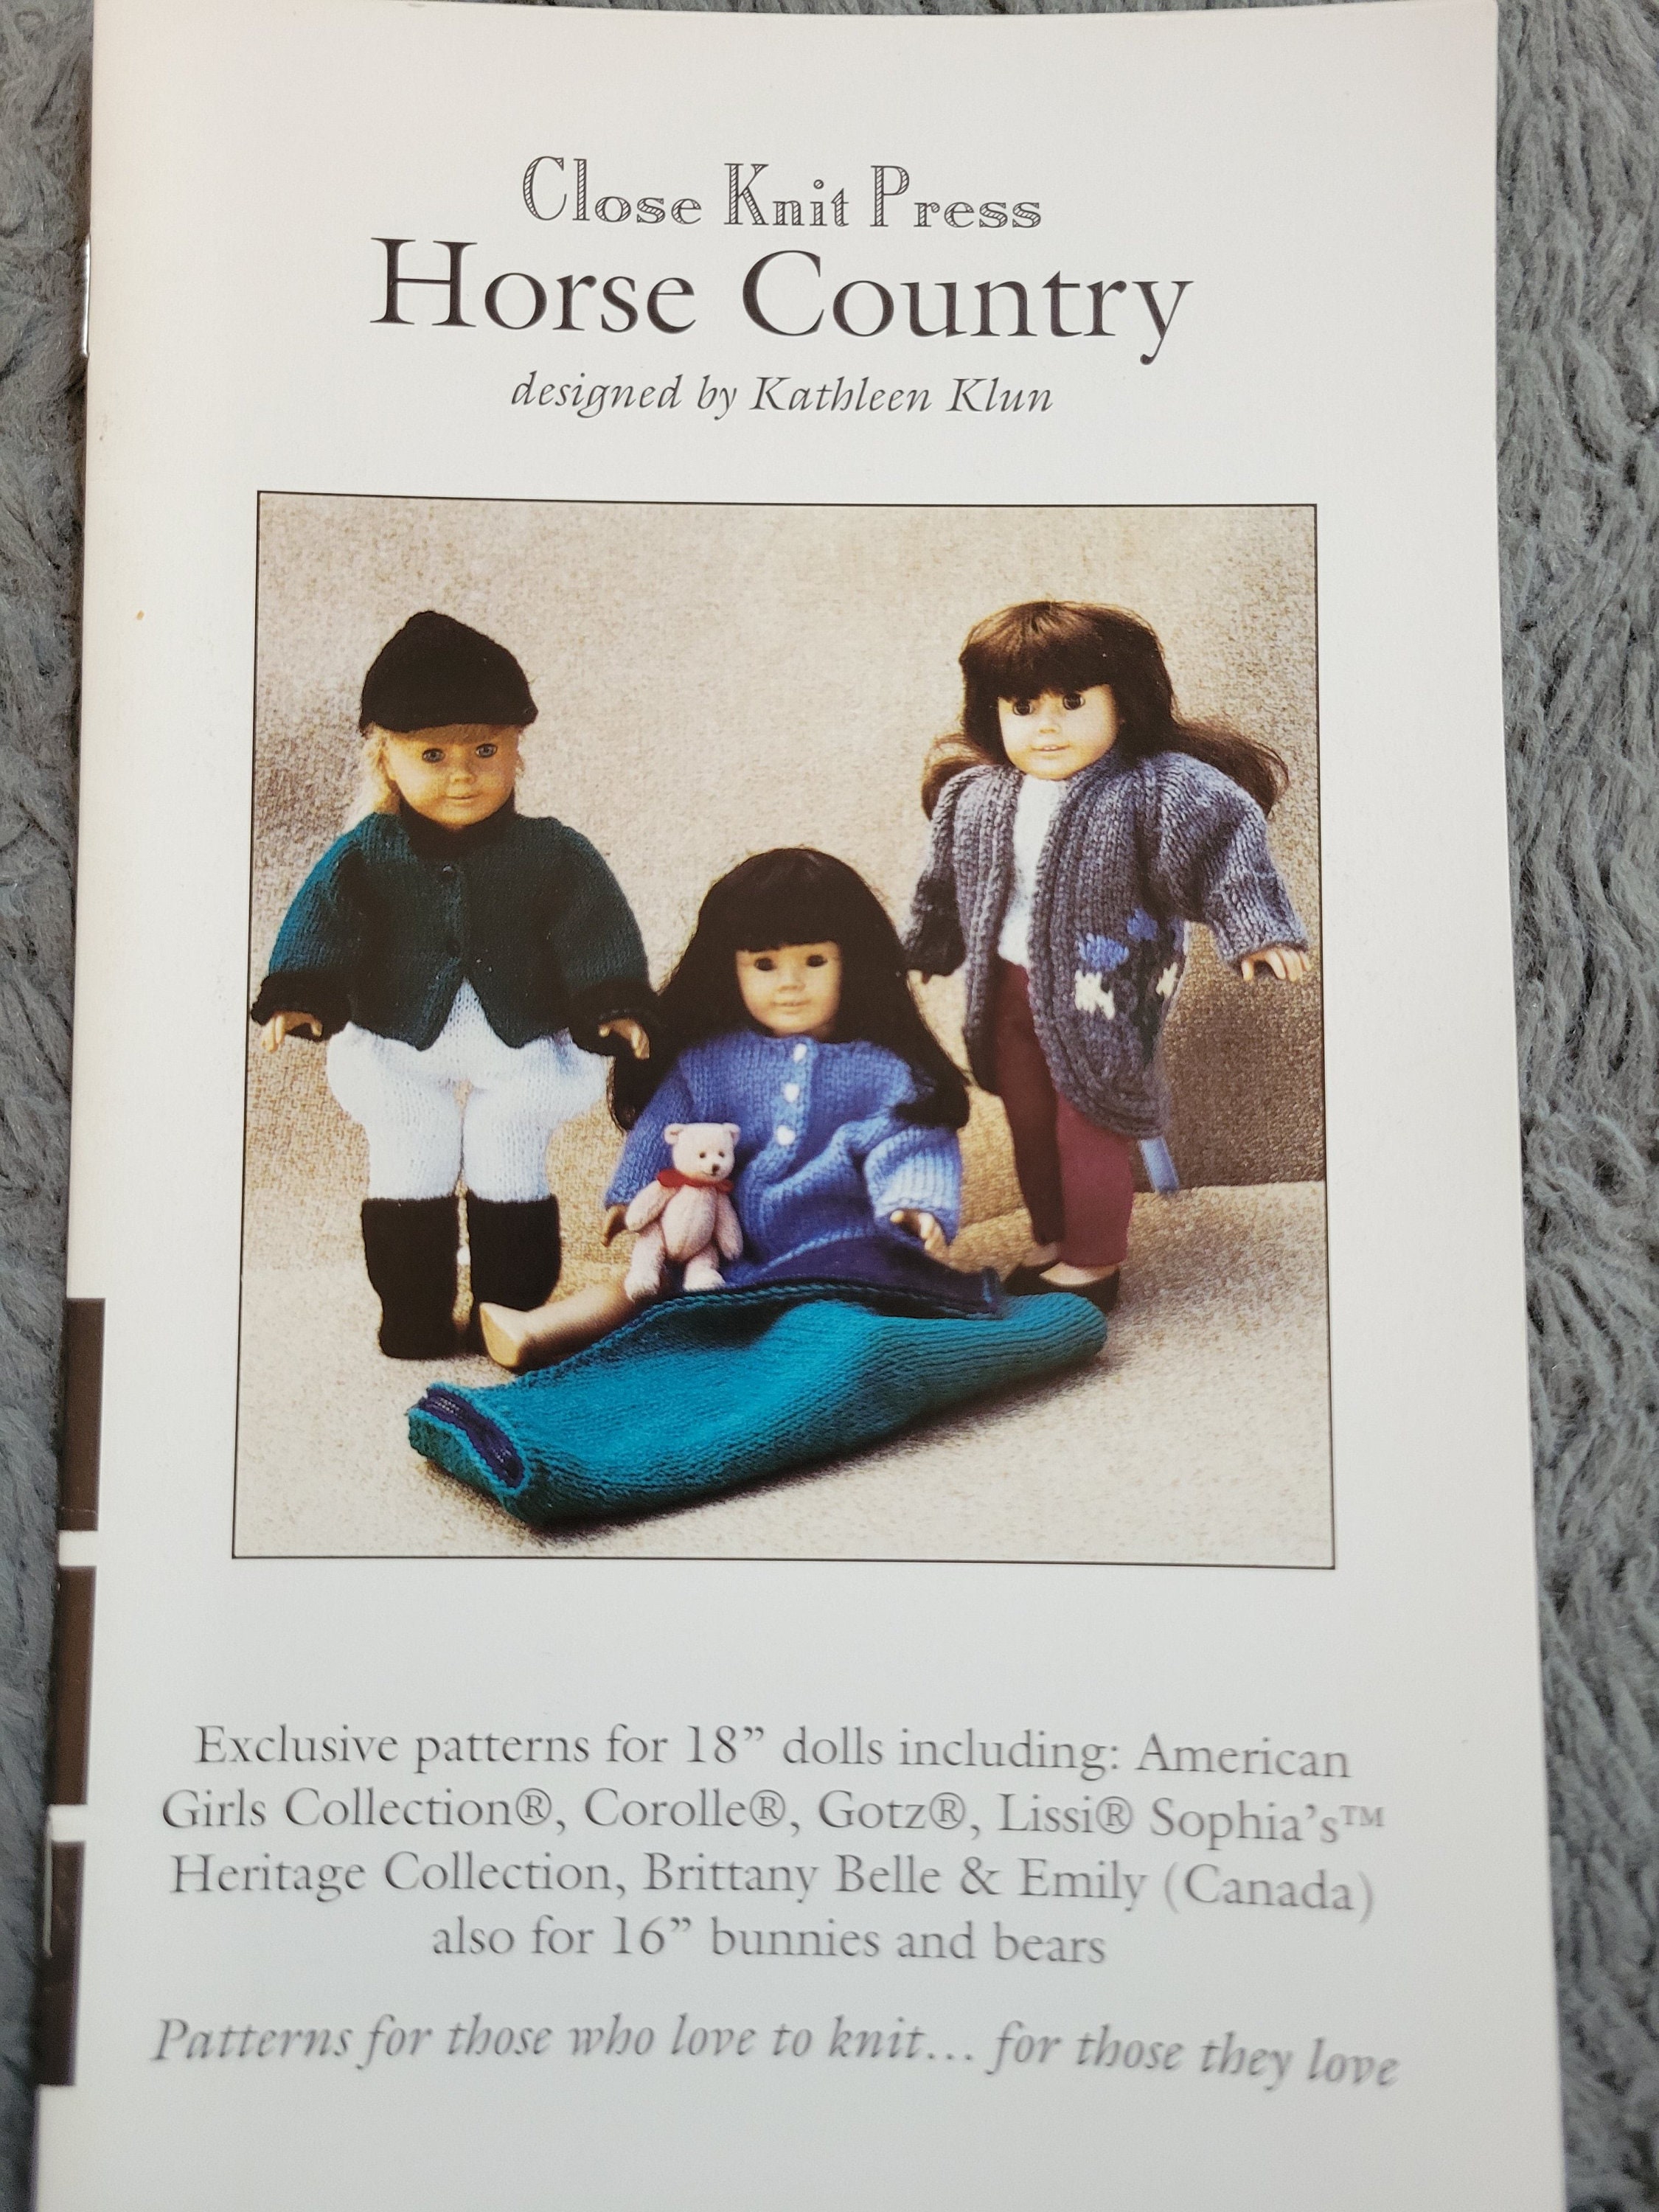 Close Knit Press
Horse Country
designed by Kathleen Klun
Exclusive patterns for 18” dolls including: American
Girls Collection®, Corolle®, Gotz®, Lissi® Sophia’s™
Heritage Collection, Brittany Belle & Emily (Canada)
also for 16” bunnies and bears
Patterns for those who love to knit... for those they love